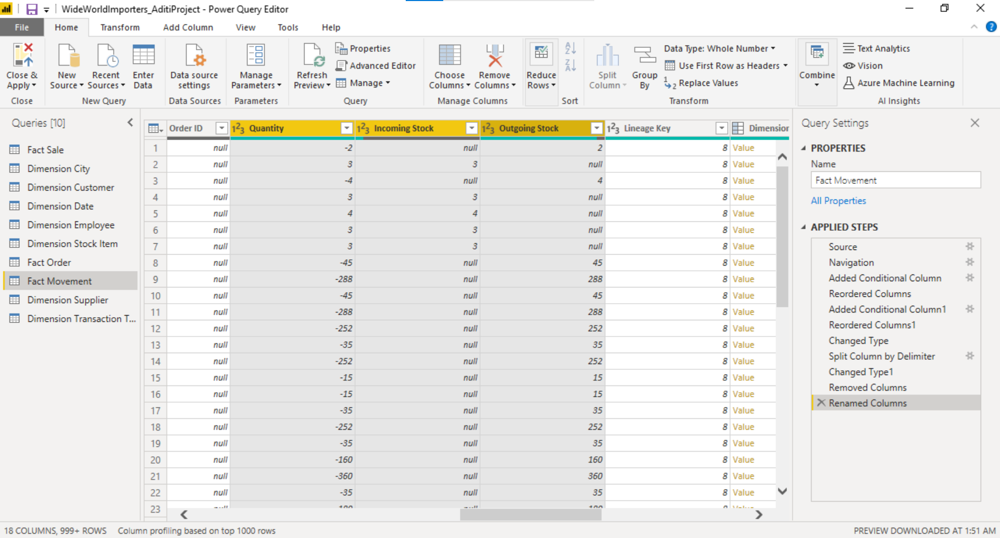 WideWorldImporters_AditiProject - Power Query Editor
File Home Transform Add Column View Tools Help
Close & Apply
New Source
Recent Sources
Enter Data
Data source settings
Manage Parameters
Refresh Preview
Properties
Advanced Editor
Manage
Choose Columns
Remove Columns
Reduce Rows
Split Column
Group By
Data Type: Whole Number
Use First Row as Headers
Replace Values
Combine
Text Analytics
Vision
Azure Machine Learning
Close New Query Data Sources Parameters Query Manage Columns Sort Transform AI Insights
Queries [10]
Fact Sale
Dimension City
Dimension Customer
Dimension Date
Dimension Employee
Dimension Stock Item
Fact Order
Fact Movement
Dimension Supplier
Dimension Transaction T...
Order ID 123 Quantity 123 Incoming Stock 123 Outgoing Stock 123 Lineage Key Dimension
1 null -2 null 2 8 Value
2 null 3 3 null 8 Value
3 null -4 null 4 8 Value
4 null 3 3 null 8 Value
5 null 4 4 null 8 Value
6 null 3 3 null 8 Value
7 null 3 3 null 8 Value
8 null -45 null 45 8 Value
9 null -288 null 288 8 Value
10 null -45 null 45 8 Value
11 null -288 null 288 8 Value
12 null -252 null 252 8 Value
13 null -35 null 35 8 Value
14 null -252 null 252 8 Value
15 null -15 null 15 8 Value
16 null -15 null 15 8 Value
17 null -35 null 35 8 Value
18 null -252 null 252 8 Value
19 null -35 null 35 8 Value
20 null -160 null 160 8 Value
21 null -360 null 360 8 Value
22 null -35 null 35 8 Value
23
Query Settings
PROPERTIES
Name
Fact Movement
All Properties
APPLIED STEPS
Source
Navigation
Added Conditional Column
Reordered Columns
Added Conditional Column1
Reordered Columns1
Changed Type
Split Column by Delimiter
Changed Type1
Removed Columns
Renamed Columns
18 COLUMNS, 999+ ROWS Column profiling based on top 1000 rows
PREVIEW DOWNLOADED AT 1:51 AM